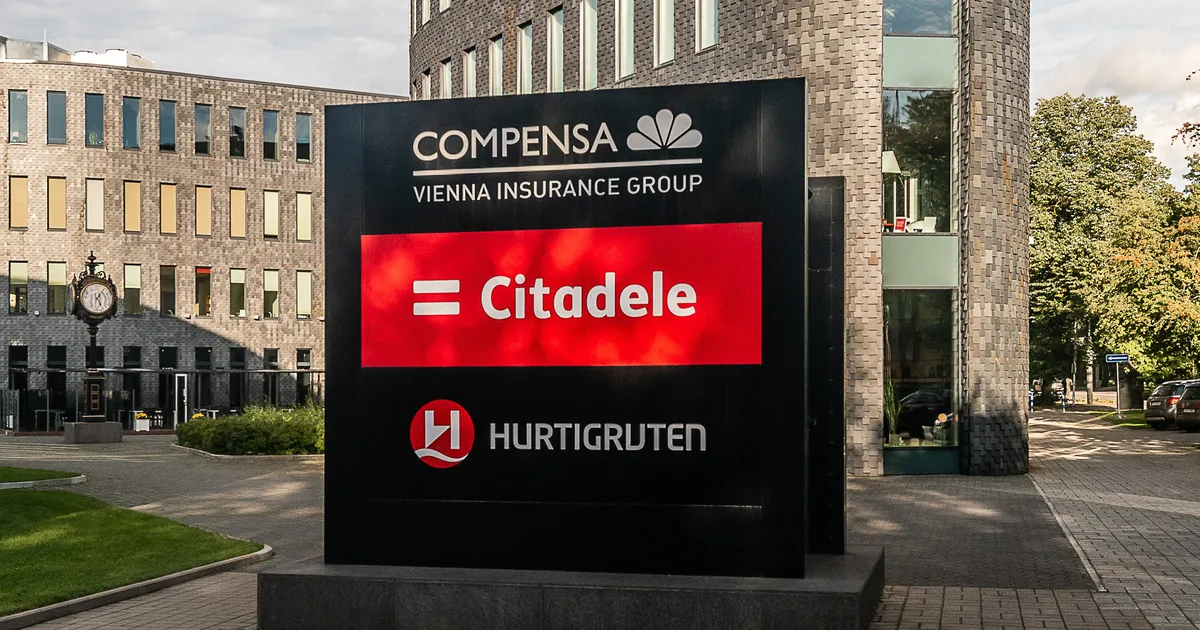 COMPENSA
VIENNA INSURANCE GROUP
Citadele
HURTIGRUTEN